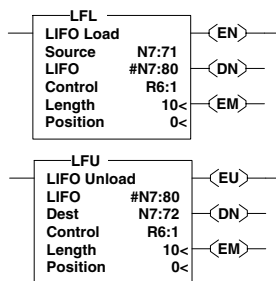 LFL
LIFO Load
Source N7:71
LIFO #N7:80
Control R6:1
Length 10<
Position 0<
EN
DN
EM
LFU
LIFO Unload
LIFO #N7:80
Dest N7:72
Control R6:1
Length 10<
Position 0<
EU
DN
EM